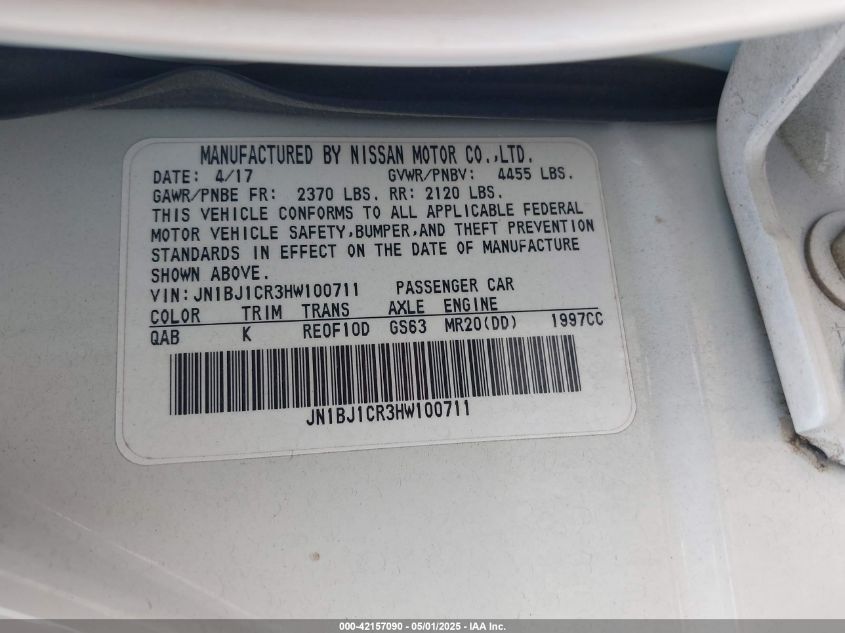 MANUFACTURED BY NISSAN MOTOR CO.,LTD.
DATE: 4/17 GVWR/PNBV: 4455 LBS.
GAWR/PNBE FR: 2370 LBS. RR: 2120 LBS.
THIS VEHICLE CONFORMS TO ALL APPLICABLE FEDERAL
MOTOR VEHICLE SAFETY,BUMPER,AND THEFT PREVENTION
STANDARDS IN EFFECT ON THE DATE OF MANUFACTURE
SHOWN ABOVE.
VIN:JN1BJ1CR3HW100711 PASSENGER CAR
COLOR TRIM TRANS AXLE ENGINE
QAB K RE0F10D GS63 MR20(DD) 1997CC
JN1BJ1CR3HW100711
000-42157090 - 05/01/2025 - IAA Inc.